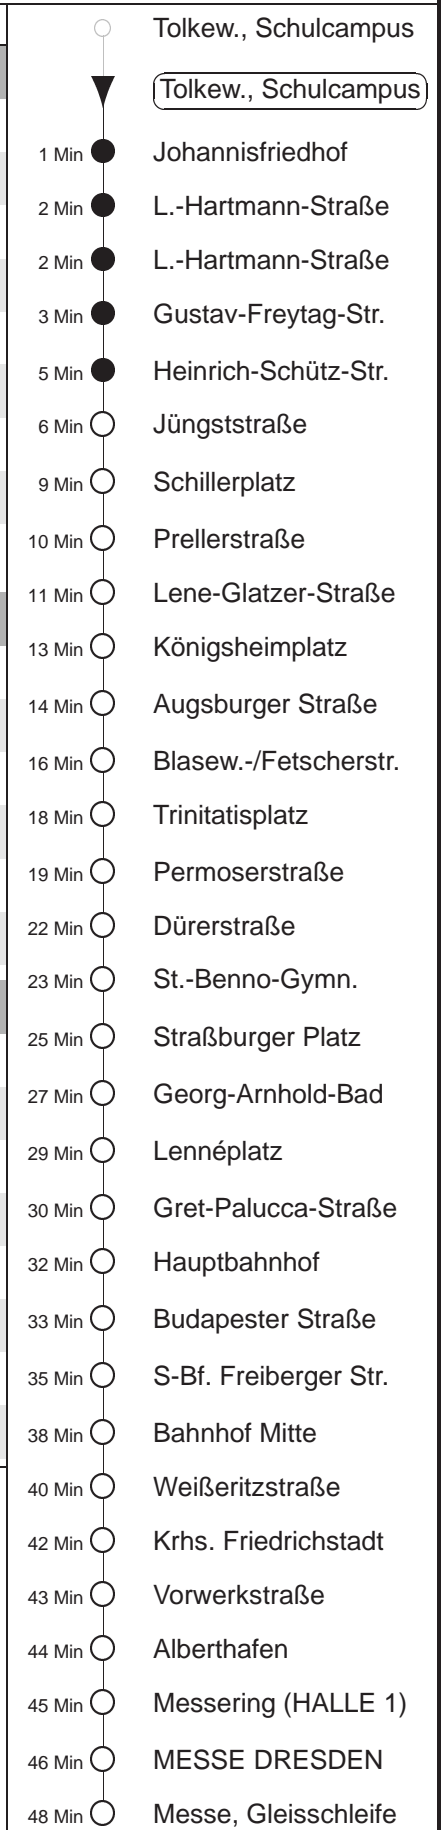 Tolkew., Schulcampus
Tolkew., Schulcampus
1 Min Johannisfriedhof
2 Min L.-Hartmann-Straße
2 Min L.-Hartmann-Straße
3 Min Gustav-Freytag-Str.
5 Min Heinrich-Schütz-Str.
6 Min Jüngststraße
9 Min Schillerplatz
10 Min Prellerstraße
11 Min Lene-Glatzer-Straße
13 Min Königsheimplatz
14 Min Augsburger Straße
16 Min Blasew.-/Fetscherstr.
18 Min Trinitatisplatz
19 Min Permoserstraße
22 Min Dürerstraße
23 Min St.-Benno-Gymn.
25 Min Straßburger Platz
27 Min Georg-Arnhold-Bad
29 Min Lennéplatz
30 Min Gret-Palucca-Straße
32 Min Hauptbahnhof
33 Min Budapester Straße
35 Min S-Bf. Freiberger Str.
38 Min Bahnhof Mitte
40 Min Weißeritzstraße
42 Min Krhs. Friedrichstadt
43 Min Vorwerkstraße
44 Min Alberthafen
45 Min Messering (HALLE 1)
46 Min MESSE DRESDEN
48 Min Messe, Gleisschleife